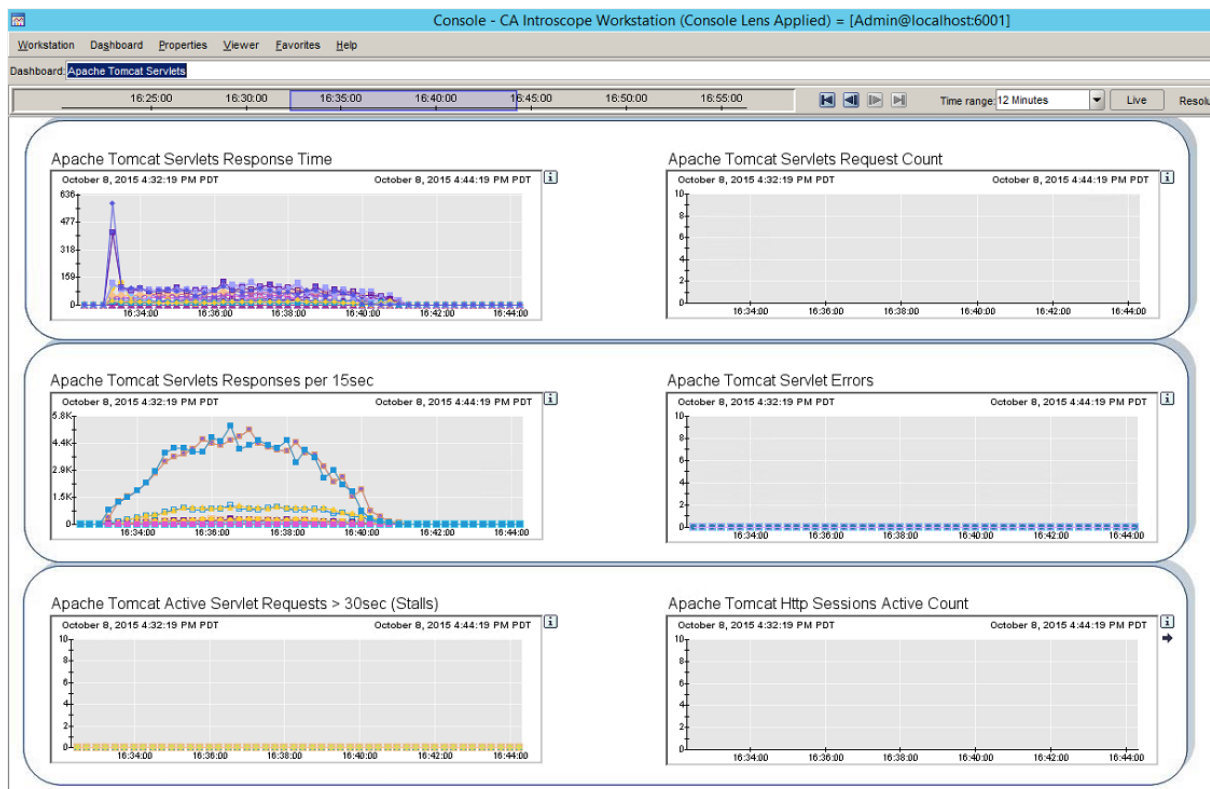 Console - CA Introscope Workstation (Console Lens Applied) = [Admin@localhost:6001]
Workstation Dashboard Properties Viewer Favorites Help
Dashboard: Apache Tomcat Servlets
16:25:00 16:30:00 16:35:00 16:40:00 16:45:00 16:50:00 16:55:00 Time range: 12 Minutes Live Resolu
Apache Tomcat Servlets Response Time
October 8, 2015 4:32:19 PM PDT October 8, 2015 4:44:19 PM PDT
636
477
318
159
0
16:34:00 16:36:00 16:38:00 16:40:00 16:42:00 16:44:00
Apache Tomcat Servlets Request Count
October 8, 2015 4:32:19 PM PDT October 8, 2015 4:44:19 PM PDT
10
8
6
4
2
0
16:34:00 16:36:00 16:38:00 16:40:00 16:42:00 16:44:00
Apache Tomcat Servlets Responses per 15sec
October 8, 2015 4:32:19 PM PDT October 8, 2015 4:44:19 PM PDT
5.8K
4.4K
2.9K
1.5K
0
16:34:00 16:36:00 16:38:00 16:40:00 16:42:00 16:44:00
Apache Tomcat Servlet Errors
October 8, 2015 4:32:19 PM PDT October 8, 2015 4:44:19 PM PDT
10
8
6
4
2
0
16:34:00 16:36:00 16:38:00 16:40:00 16:42:00 16:44:00
Apache Tomcat Active Servlet Requests > 30sec (Stalls)
October 8, 2015 4:32:19 PM PDT October 8, 2015 4:44:19 PM PDT
10
8
6
4
2
0
16:34:00 16:36:00 16:38:00 16:40:00 16:42:00 16:44:00
Apache Tomcat Http Sessions Active Count
October 8, 2015 4:32:19 PM PDT October 8, 2015 4:44:19 PM PDT
10
8
6
4
2
0
16:34:00 16:36:00 16:38:00 16:40:00 16:42:00 16:44:00